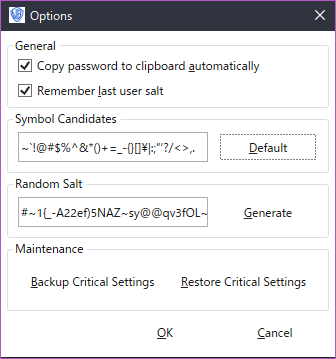 Options
General
Copy password to clipboard automatically
Remember last user salt
Symbol Candidates
~`!@#$%^&*()+=_-{}[]¥|:;"'?/<>,.
Default
Random Salt
#~1{_-A22ef)5NAZ~sy@@qv3fOL~
Generate
Maintenance
Backup Critical Settings
Restore Critical Settings
OK
Cancel